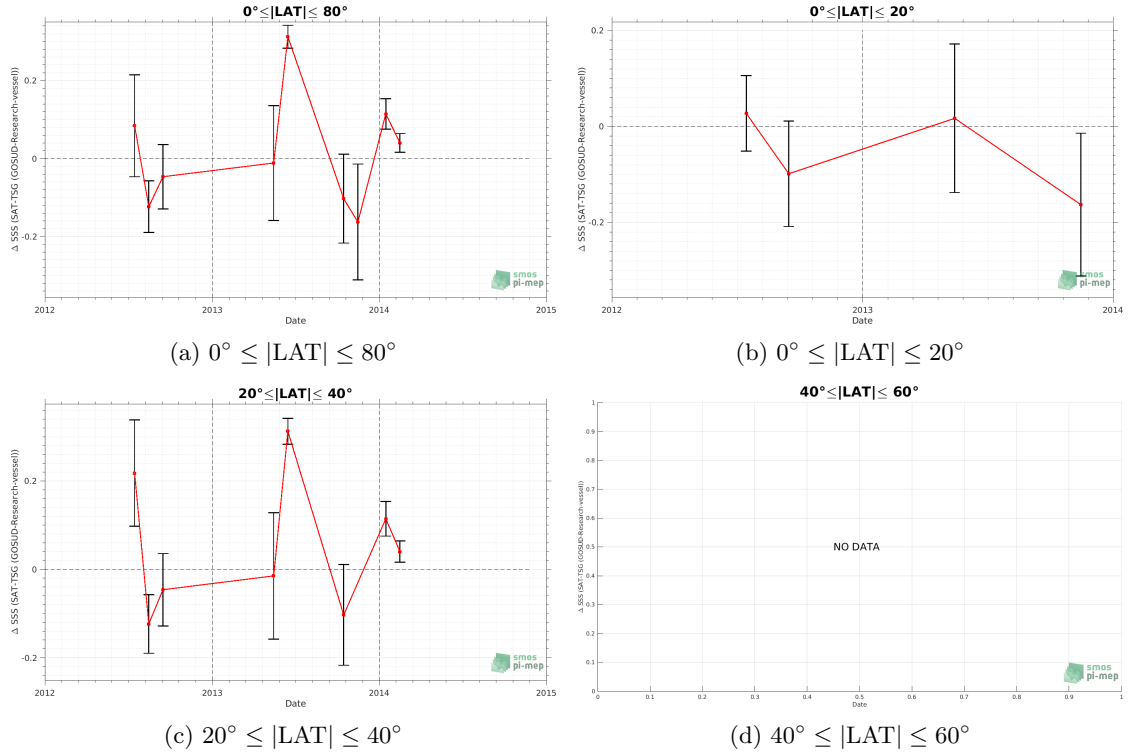 0°≤|LAT|≤ 80°
Δ SSS (SAT-TSG (GOSUD-Research-vessel))
0.2
0
-0.2
2012 2013 2014 2015
Date
smos
pi-mep
(a) 0° ≤ |LAT| ≤ 80°
0°≤|LAT|≤ 20°
Δ SSS (SAT-TSG (GOSUD-Research-vessel))
0.2
0
-0.2
2012 2013 2014
Date
smos
pi-mep
(b) 0° ≤ |LAT| ≤ 20°
20°≤|LAT|≤ 40°
Δ SSS (SAT-TSG (GOSUD-Research-vessel))
0.2
0
-0.2
2012 2013 2014 2015
Date
smos
pi-mep
(c) 20° ≤ |LAT| ≤ 40°
40°≤|LAT|≤ 60°
Δ SSS (SAT-TSG (GOSUD-Research-vessel))
1
0.9
0.8
0.7
0.6
0.5
0.4
0.3
0.2
0.1
0
NO DATA
0 0.1 0.2 0.3 0.4 0.5 0.6 0.7 0.8 0.9 1
Date
smos
pi-mep
(d) 40° ≤ |LAT| ≤ 60°